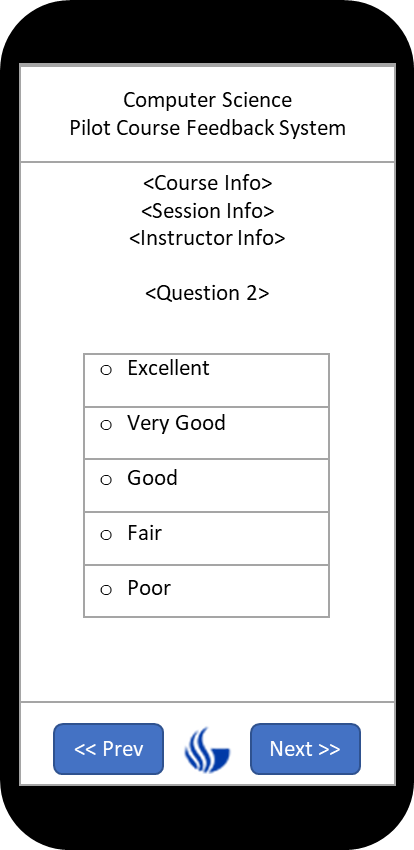 Computer Science
Pilot Course Feedback System
<Course Info>
<Session Info>
<Instructor Info>
<Question 2>
Excellent
Very Good
Good
Fair
Poor
<< Prev
Next >>